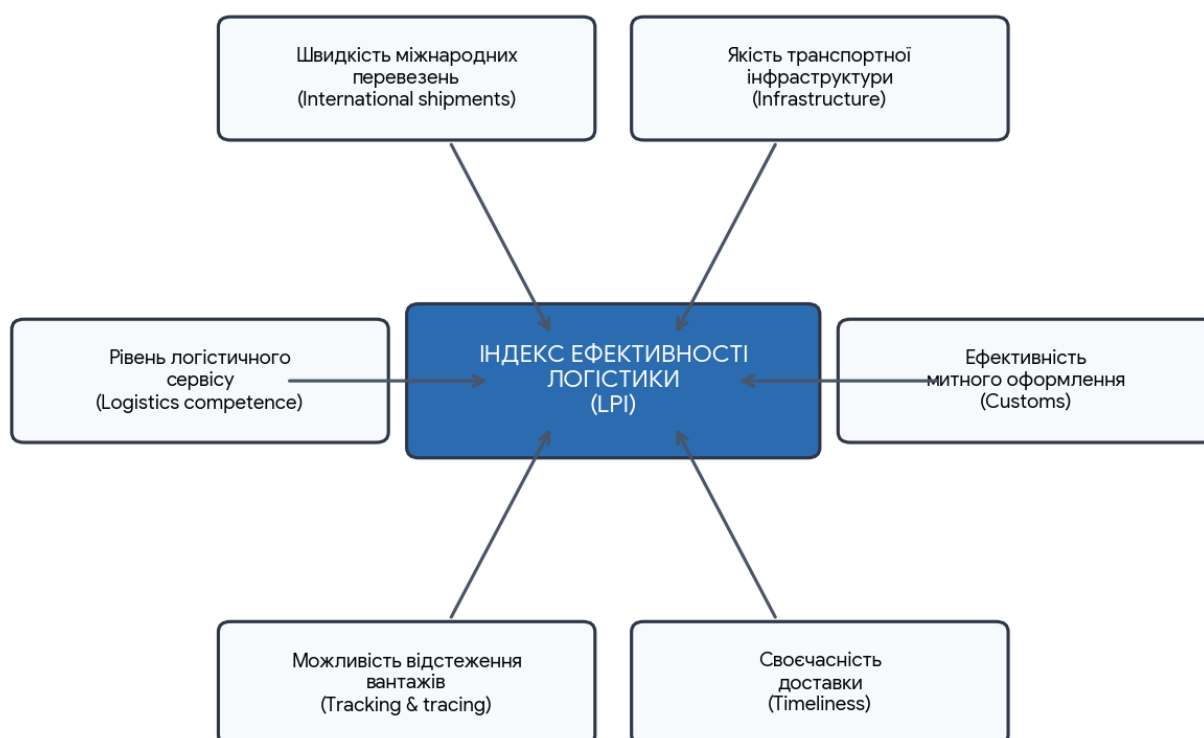 Швидкість міжнародних
перевезень
(International shipments)
Якість транспортної
інфраструктури
(Infrastructure)
Рівень логістичного
сервісу
(Logistics competence)
ІНДЕКС ЕФЕКТИВНОСТІ
ЛОГІСТИКИ
(LPI)
Ефективність
митного оформлення
(Customs)
Можливість відстеження
вантажів
(Tracking & tracing)
Своєчасність
доставки
(Timeliness)